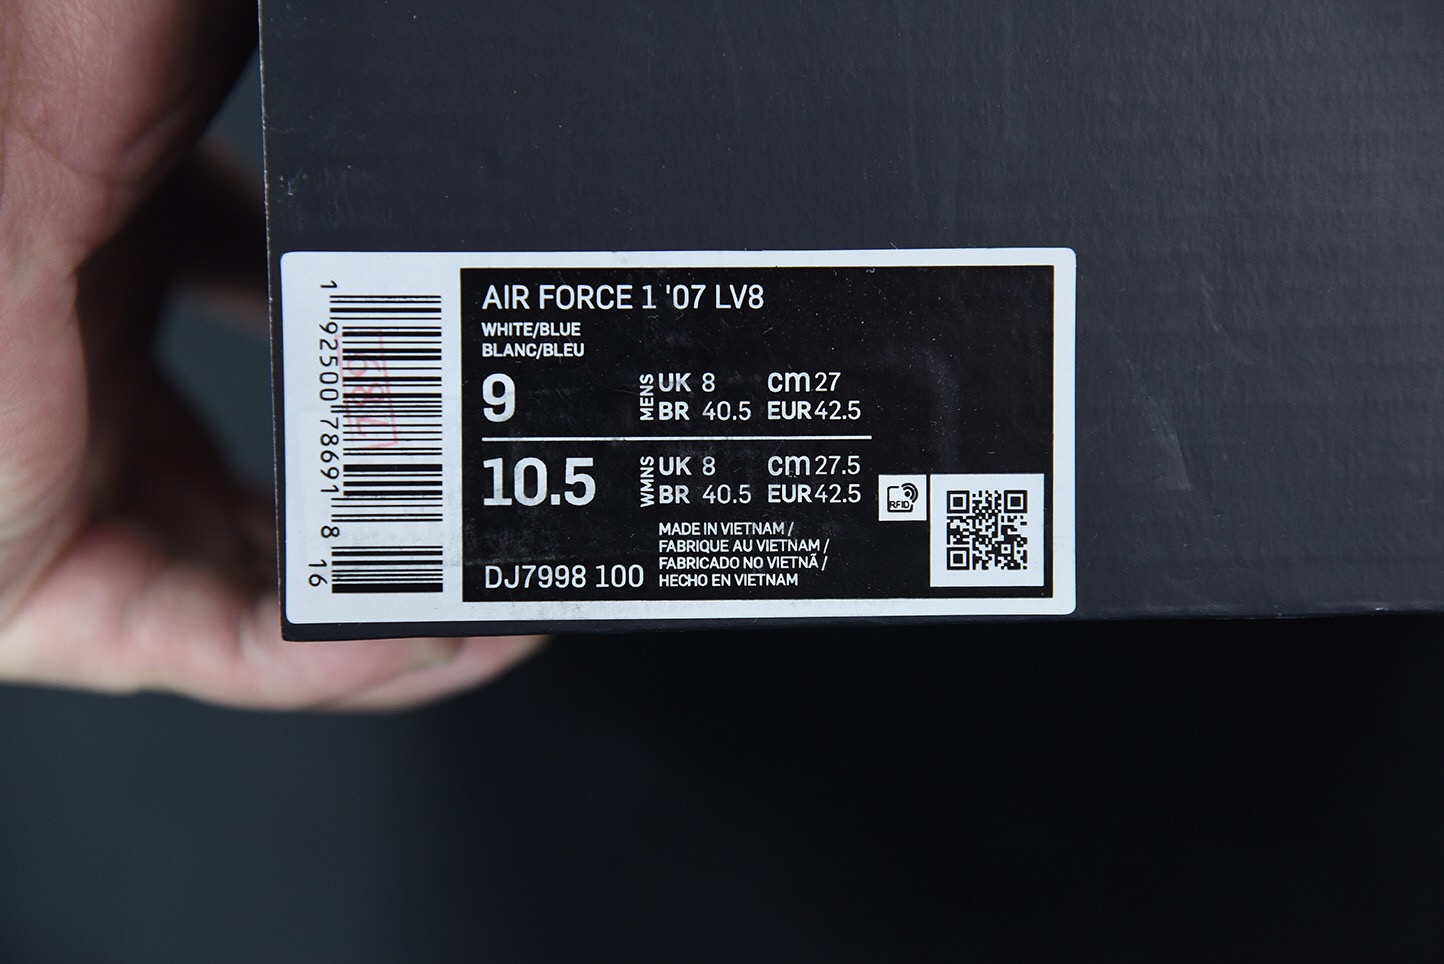 AIR FORCE 1 '07 LV8
WHITE/BLUE
BLANC/BLEU
9
MENS
UK 8 cm 27
BR 40.5 EUR 42.5
10.5
WMNS
UK 8 cm 27.5
BR 40.5 EUR 42.5
MADE IN VIETNAM /
FABRIQUE AU VIETNAM /
FABRICADO NO VIETNÃ /
HECHO EN VIETNAM
DJ7998 100
RFID
1 92500 78691 8
16
789